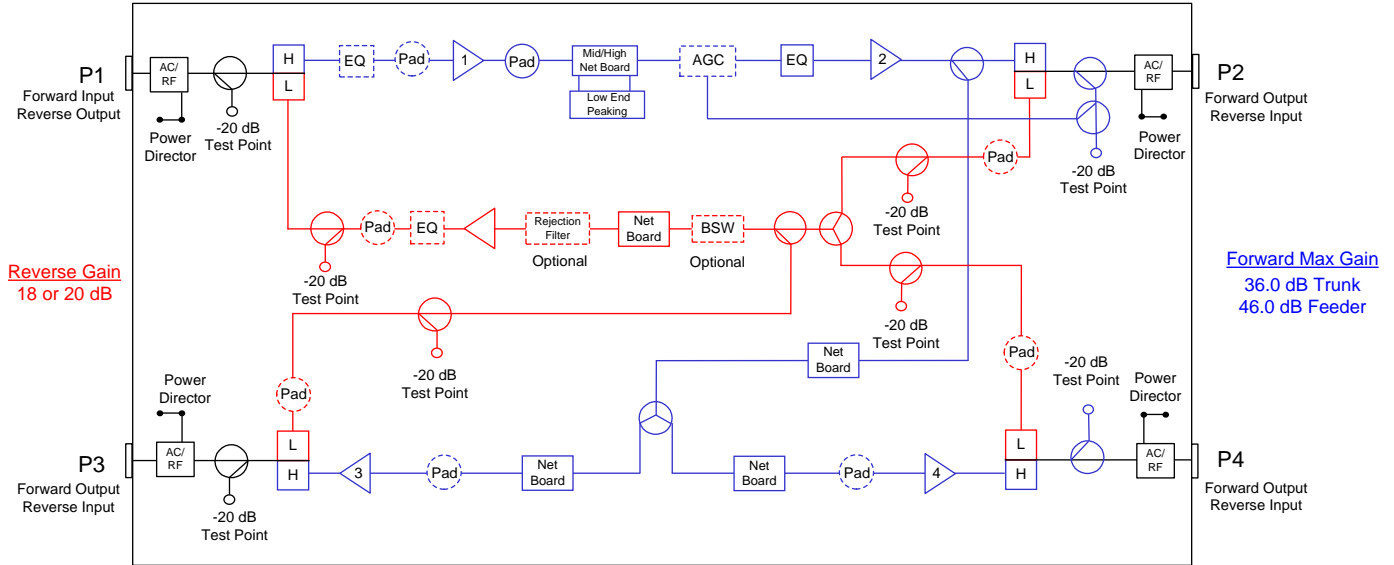 P1
Forward Input
Reverse Output
AC/
RF
Power
Director
-20 dB
Test Point
H
L
EQ
Pad
1
Pad
Mid/High
Net Board
Low End
Peaking
AGC
EQ
2
H
L
AC/
RF
Power
Director
-20 dB
Test Point
P2
Forward Output
Reverse Input
Pad
-20 dB
Test Point
-20 dB
Test Point
Pad
EQ
Rejection
Filter
Optional
Net
Board
BSW
Optional
-20 dB
Test Point
Reverse Gain
18 or 20 dB
Forward Max Gain
36.0 dB Trunk
46.0 dB Feeder
-20 dB
Test Point
Pad
Net
Board
Pad
-20 dB
Test Point
Power
Director
Power
Director
P3
Forward Output
Reverse Input
AC/
RF
-20 dB
Test Point
L
H
3
Pad
Net
Board
Net
Board
Pad
4
L
H
AC/
RF
P4
Forward Output
Reverse Input